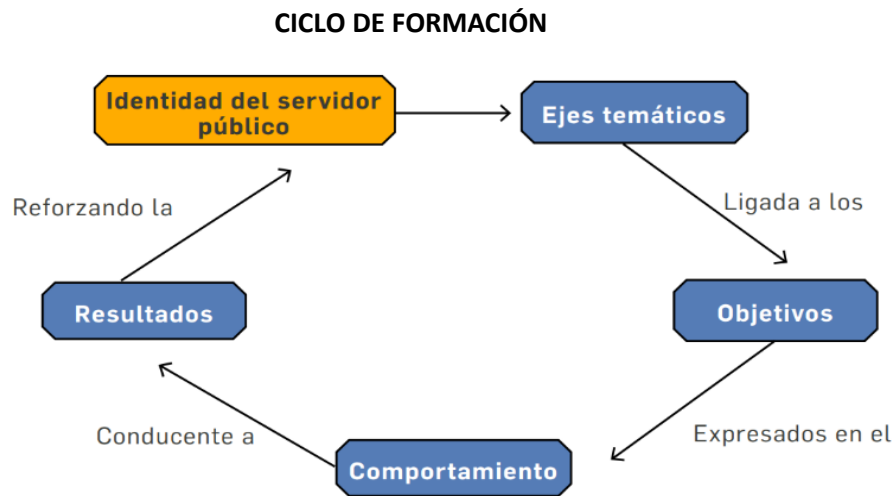 CICLO DE FORMACIÓN
Identidad del servidor
público
Ejes temáticos
Ligada a los
Objetivos
Expresados en el
Comportamiento
Conducente a
Resultados
Reforzando la